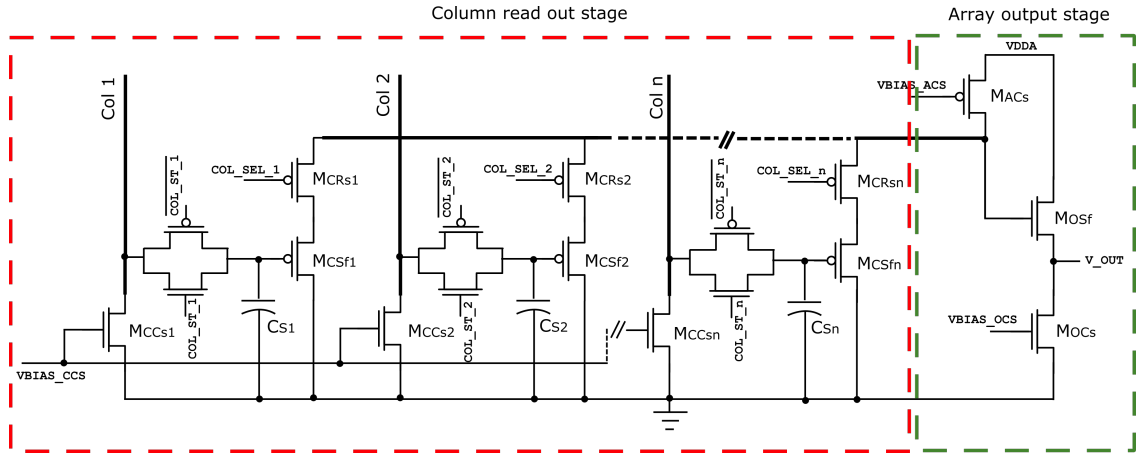 Column read out stage
Array output stage
VDDA
VBIAS_ACS
MACs
Col 1
Col 2
Col n
COL_ST_1
COL_SEL_1
MCRs1
COL_ST_2
COL_SEL_2
MCRs2
COL_ST_n
COL_SEL_n
MCRsn
MOSf
MCSf1
MCSf2
MCSfn
V_OUT
MCCs1
COL_ST_1
CS1
MCCs2
COL_ST_2
CS2
MCCsn
COL_ST_n
CSn
VBIAS_OCS
MOCs
VBIAS_CCS